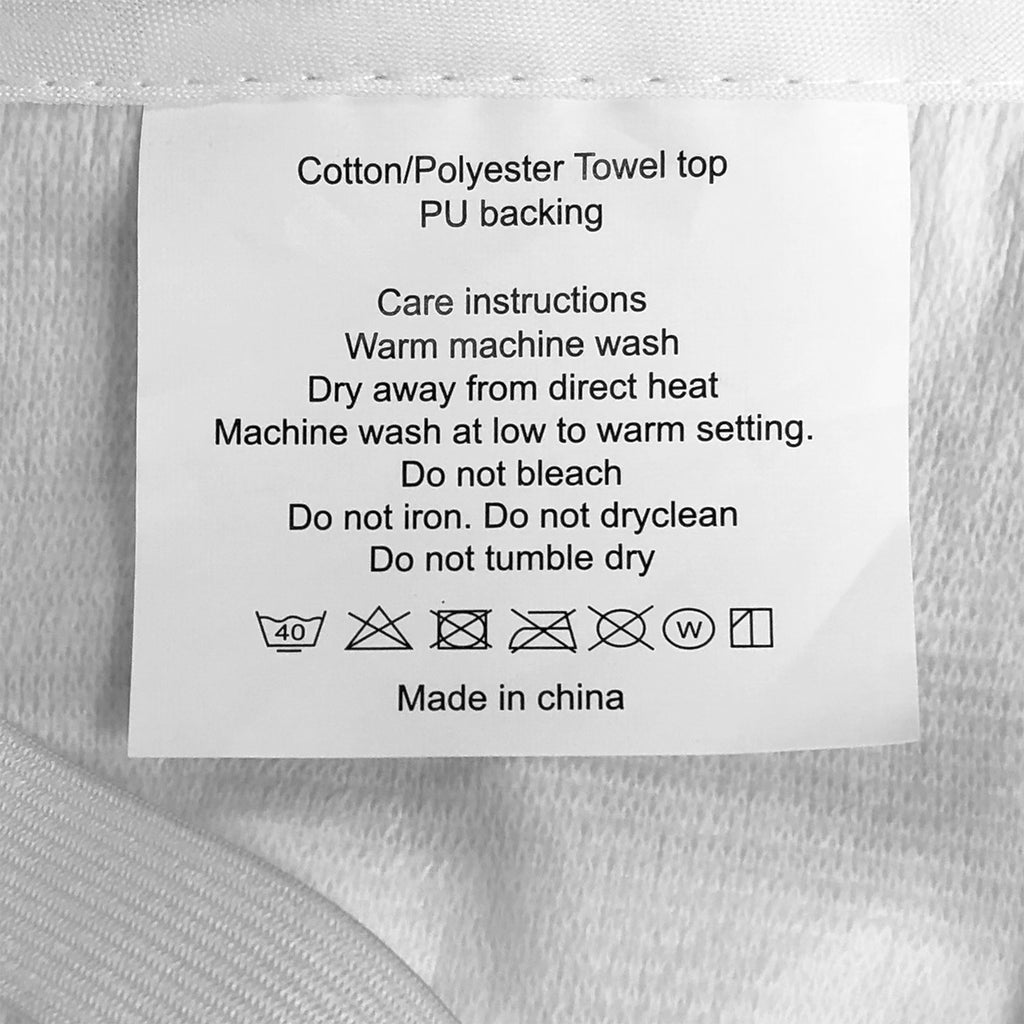 Cotton/Polyester Towel top
PU backing
Care instructions
Warm machine wash
Dry away from direct heat
Machine wash at low to warm setting.
Do not bleach
Do not iron. Do not dryclean
Do not tumble dry
40 W
Made in china